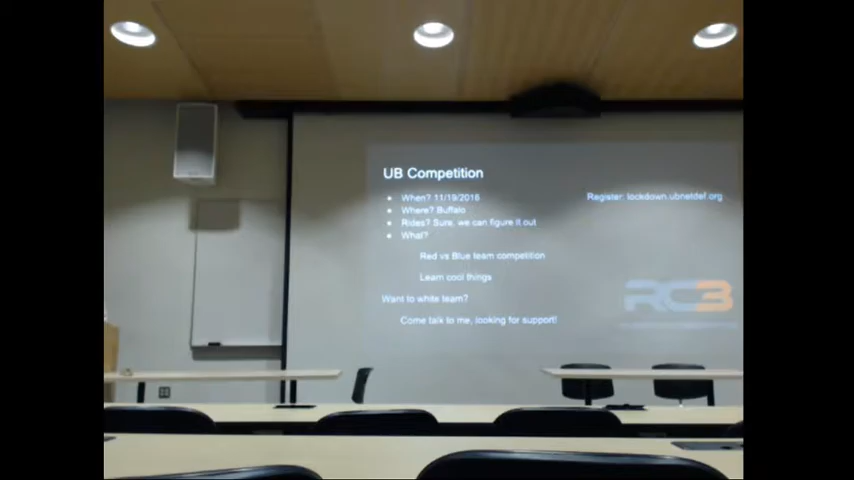 UB Competition
When? 11/19/2018
Where? Buffalo
Rides? Sure, we can figure it out
What?
Red vs Blue team competition
Learn cool things
Want to white team?
Come talk to me, looking for support!
Register: lockdown.ubnetdef.org
RC3